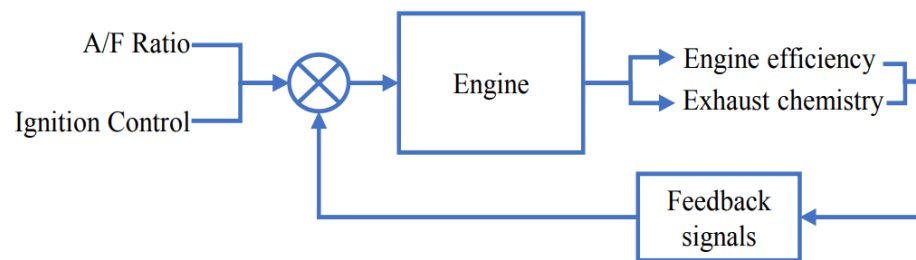 A/F Ratio
Ignition Control
Engine
Engine efficiency
Exhaust chemistry
Feedback
signals